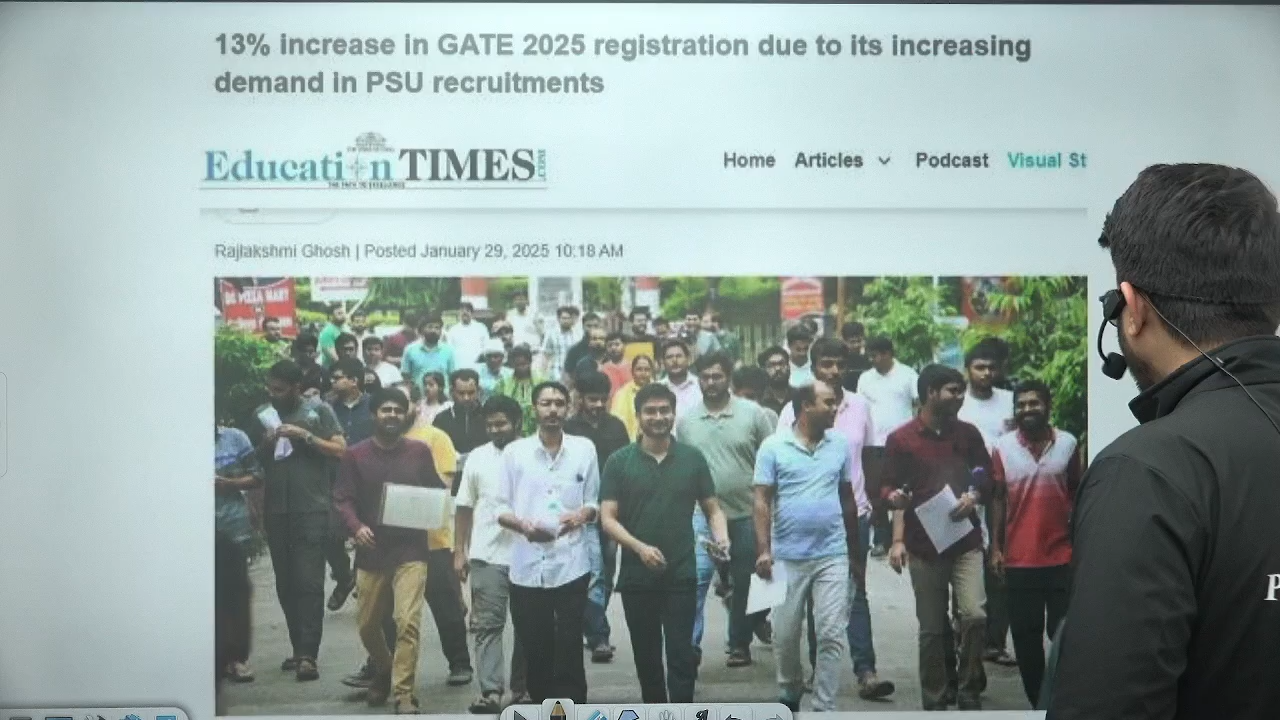 13% increase in GATE 2025 registration due to its increasing
demand in PSU recruitments
Education TIMES .COM
Home Articles Podcast Visual St
Rajlakshmi Ghosh | Posted January 29, 2025 10:18 AM
P